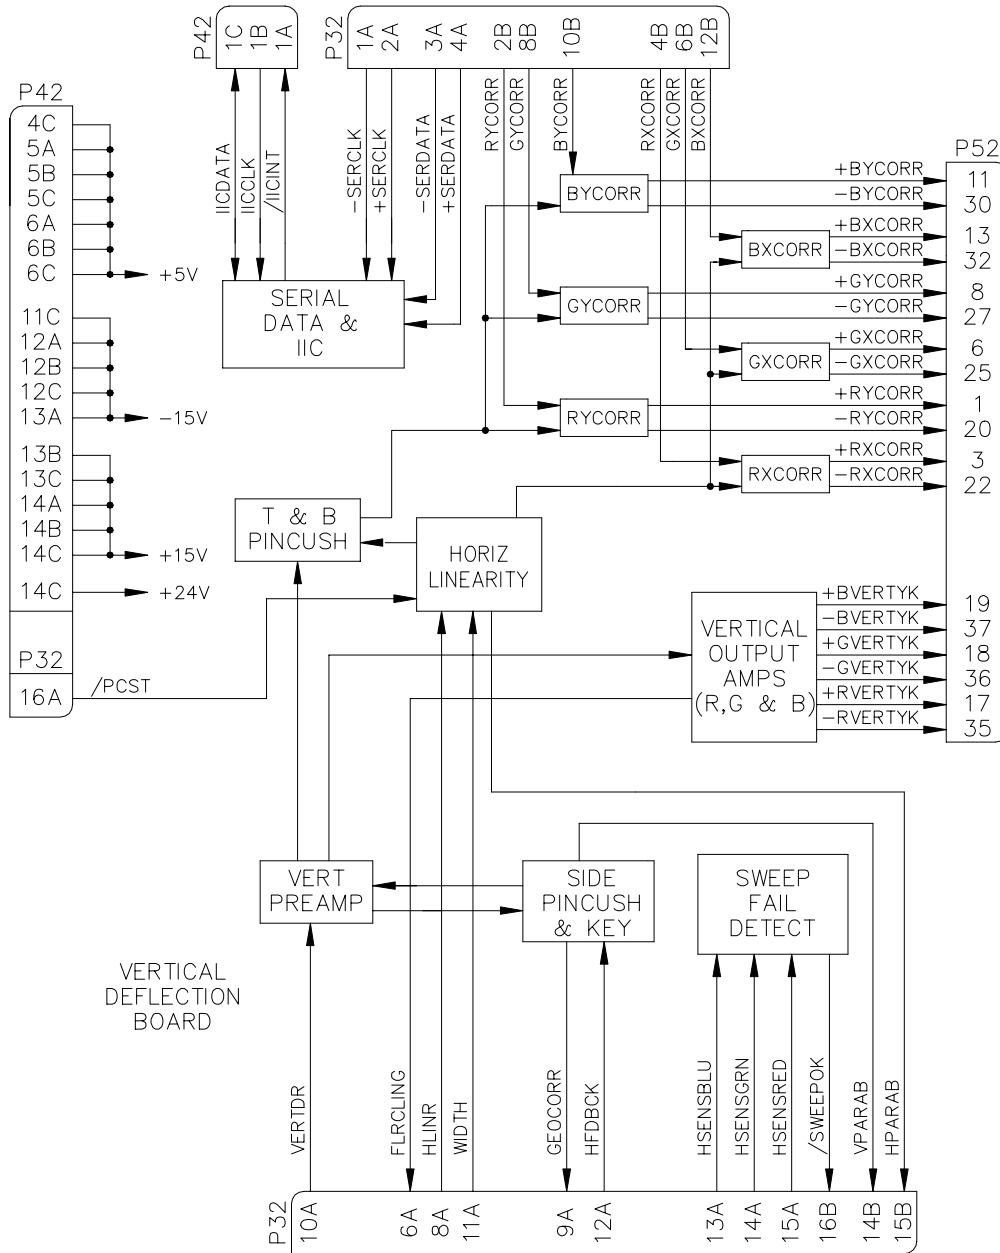 P42
1C
1B
1A
P32
1A
2A
3A
4A
2B
8B
10B
4B
6B
12B
IICDATA
IICCLK
/IICINT
−SERCLK
+SERCLK
−SERDATA
+SERDATA
RYCORR
GYCORR
BYCORR
RXCORR
GXCORR
BXCORR
P42
4C
5A
5B
5C
6A
6B
6C
+5V
11C
12A
12B
12C
13A
−15V
13B
13C
14A
14B
14C
+15V
14C
+24V
P32
16A
/PCST
SERIAL
DATA &
IIC
BYCORR
BXCORR
GYCORR
GXCORR
RYCORR
RXCORR
P52
+BYCORR
11
−BYCORR
30
+BXCORR
13
−BXCORR
32
+GYCORR
8
−GYCORR
27
+GXCORR
6
−GXCORR
25
+RYCORR
1
−RYCORR
20
+RXCORR
3
−RXCORR
22
T & B
PINCUSH
HORIZ
LINEARITY
VERTICAL
OUTPUT
AMPS
(R,G & B)
+BVERTYK
19
−BVERTYK
37
+GVERTYK
18
−GVERTYK
36
+RVERTYK
17
−RVERTYK
35
VERT
PREAMP
SIDE
PINCUSH
& KEY
SWEEP
FAIL
DETECT
VERTICAL
DEFLECTION
BOARD
VERTDR
FLRCLING
HLINR
WIDTH
GEOCORR
HFDBCK
HSENSBLU
HSENSGRN
HSENSRED
/SWEEPOK
VPARAB
HPARAB
P32
10A
6A
8A
11A
9A
12A
13A
14A
15A
16B
14B
15B